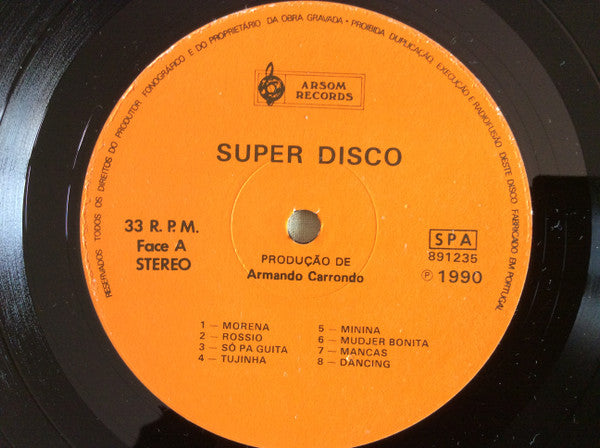 RESERVADOS TODOS OS DIREITOS DO PRODUTOR FONOGRÁFICO E DO PROPRIETÁRIO DA OBRA GRAVADA • PROIBIDA DUPLICAÇÃO, EXECUÇÃO E RADIOFUSÃO DESTE DISCO FABRICADO EM PORTUGAL
ARSOM
RECORDS
SUPER DISCO
33 R. P. M.
Face A
STEREO
PRODUÇÃO DE
Armando Carrondo
SPA
891235
℗ 1990
1 — MORENA
2 — ROSSIO
3 — SÓ PA GUITA
4 — TUJINHA
5 — MININA
6 — MUDJER BONITA
7 — MANCAS
8 — DANCING